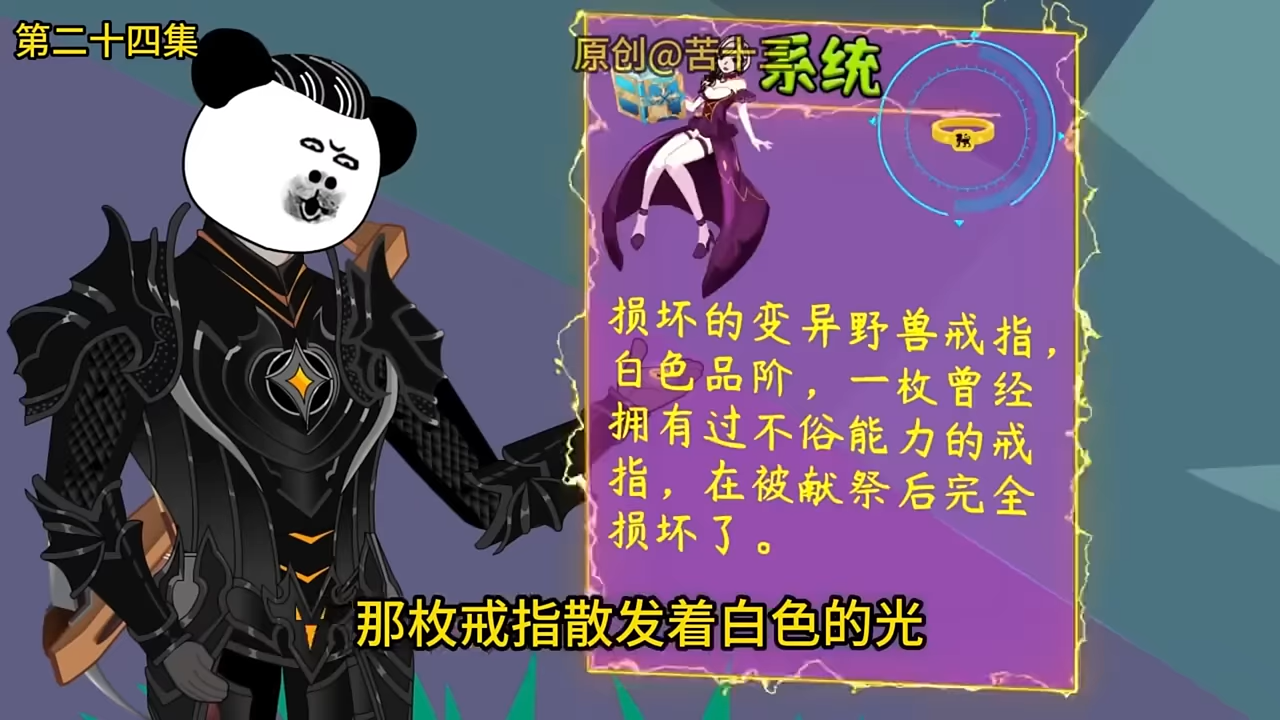 第二十四集
原创@苦十三
系统
损坏的变异野兽戒指，
白色品阶，一枚曾经
拥有过不俗能力的戒
指，在被献祭后完全
损坏了。
那枚戒指散发着白色的光